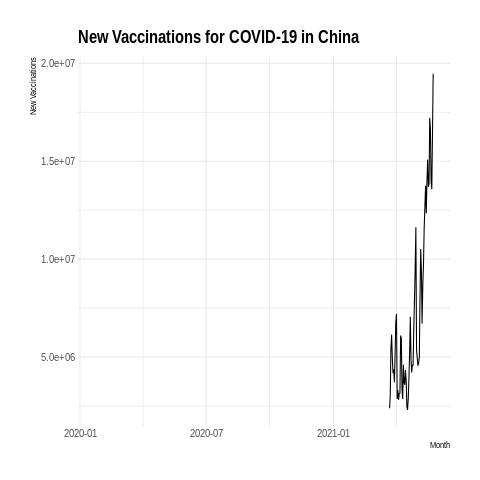 New Vaccinations for COVID-19 in China
New Vaccinations
2.0e+07
1.5e+07
1.0e+07
5.0e+06
2020-01
2020-07
2021-01
Month